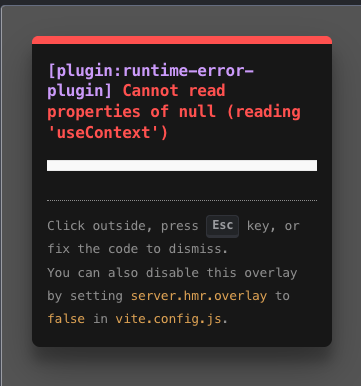 [plugin:runtime-error-
plugin] Cannot read
properties of null (reading
'useContext')
Click outside, press Esc key, or
fix the code to dismiss.
You can also disable this overlay
by setting server.hmr.overlay to
false in vite.config.js.